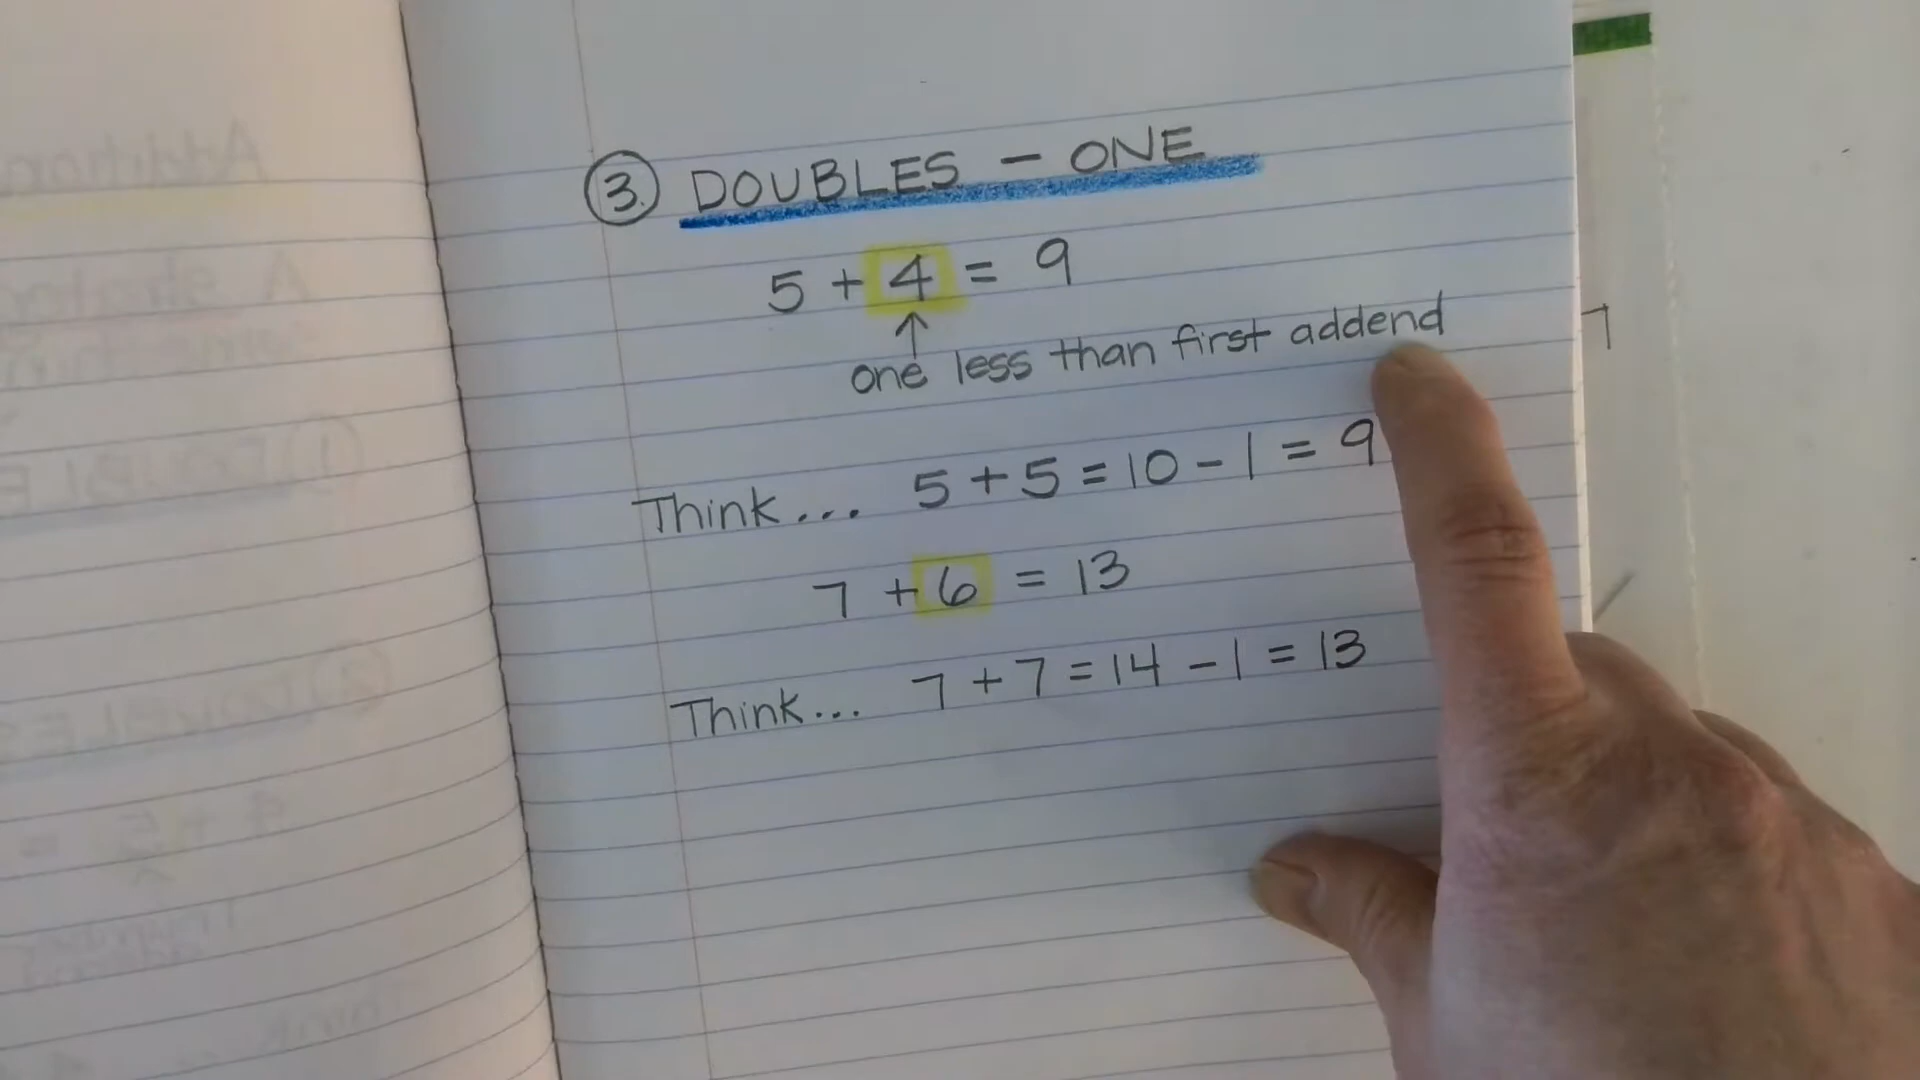 3. DOUBLES - ONE
5 + 4 = 9
↑
one less than first addend
Think... 5 + 5 = 10 - 1 = 9
7 + 6 = 13
Think... 7 + 7 = 14 - 1 = 13